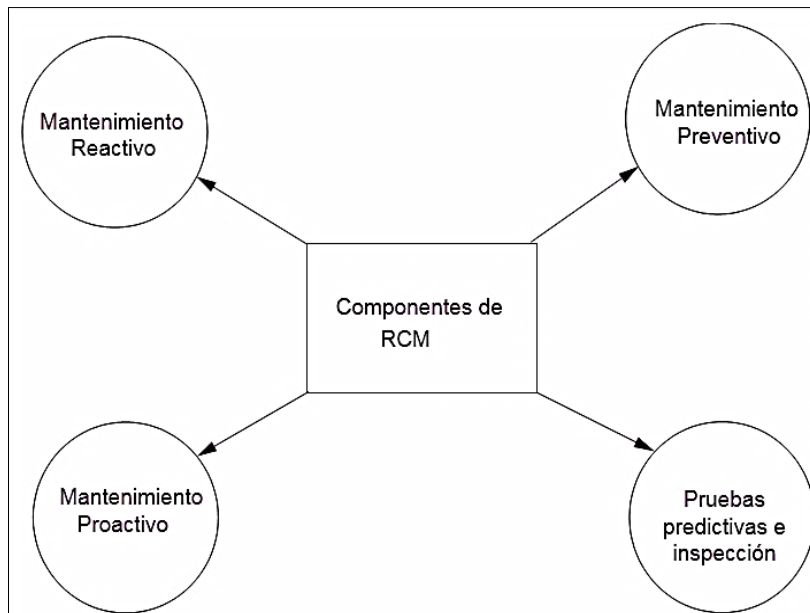 Mantenimiento
Reactivo
Mantenimiento
Preventivo
Componentes de
RCM
Mantenimiento
Proactivo
Pruebas
predictivas e
inspección